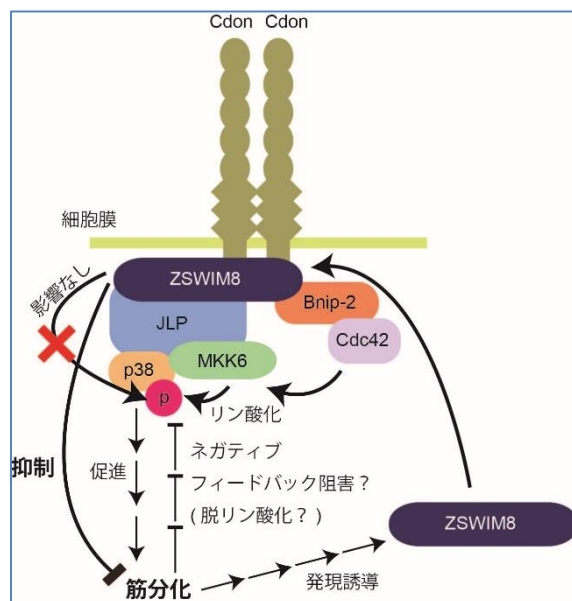 Cdon Cdon
細胞膜
ZSWIM8
影響なし
Bnip-2
JLP
Cdc42
p38
MKK6
p
リン酸化
ネガティブ
抑制
促進
フィードバック阻害？
(脱リン酸化？)
ZSWIM8
筋分化
発現誘導